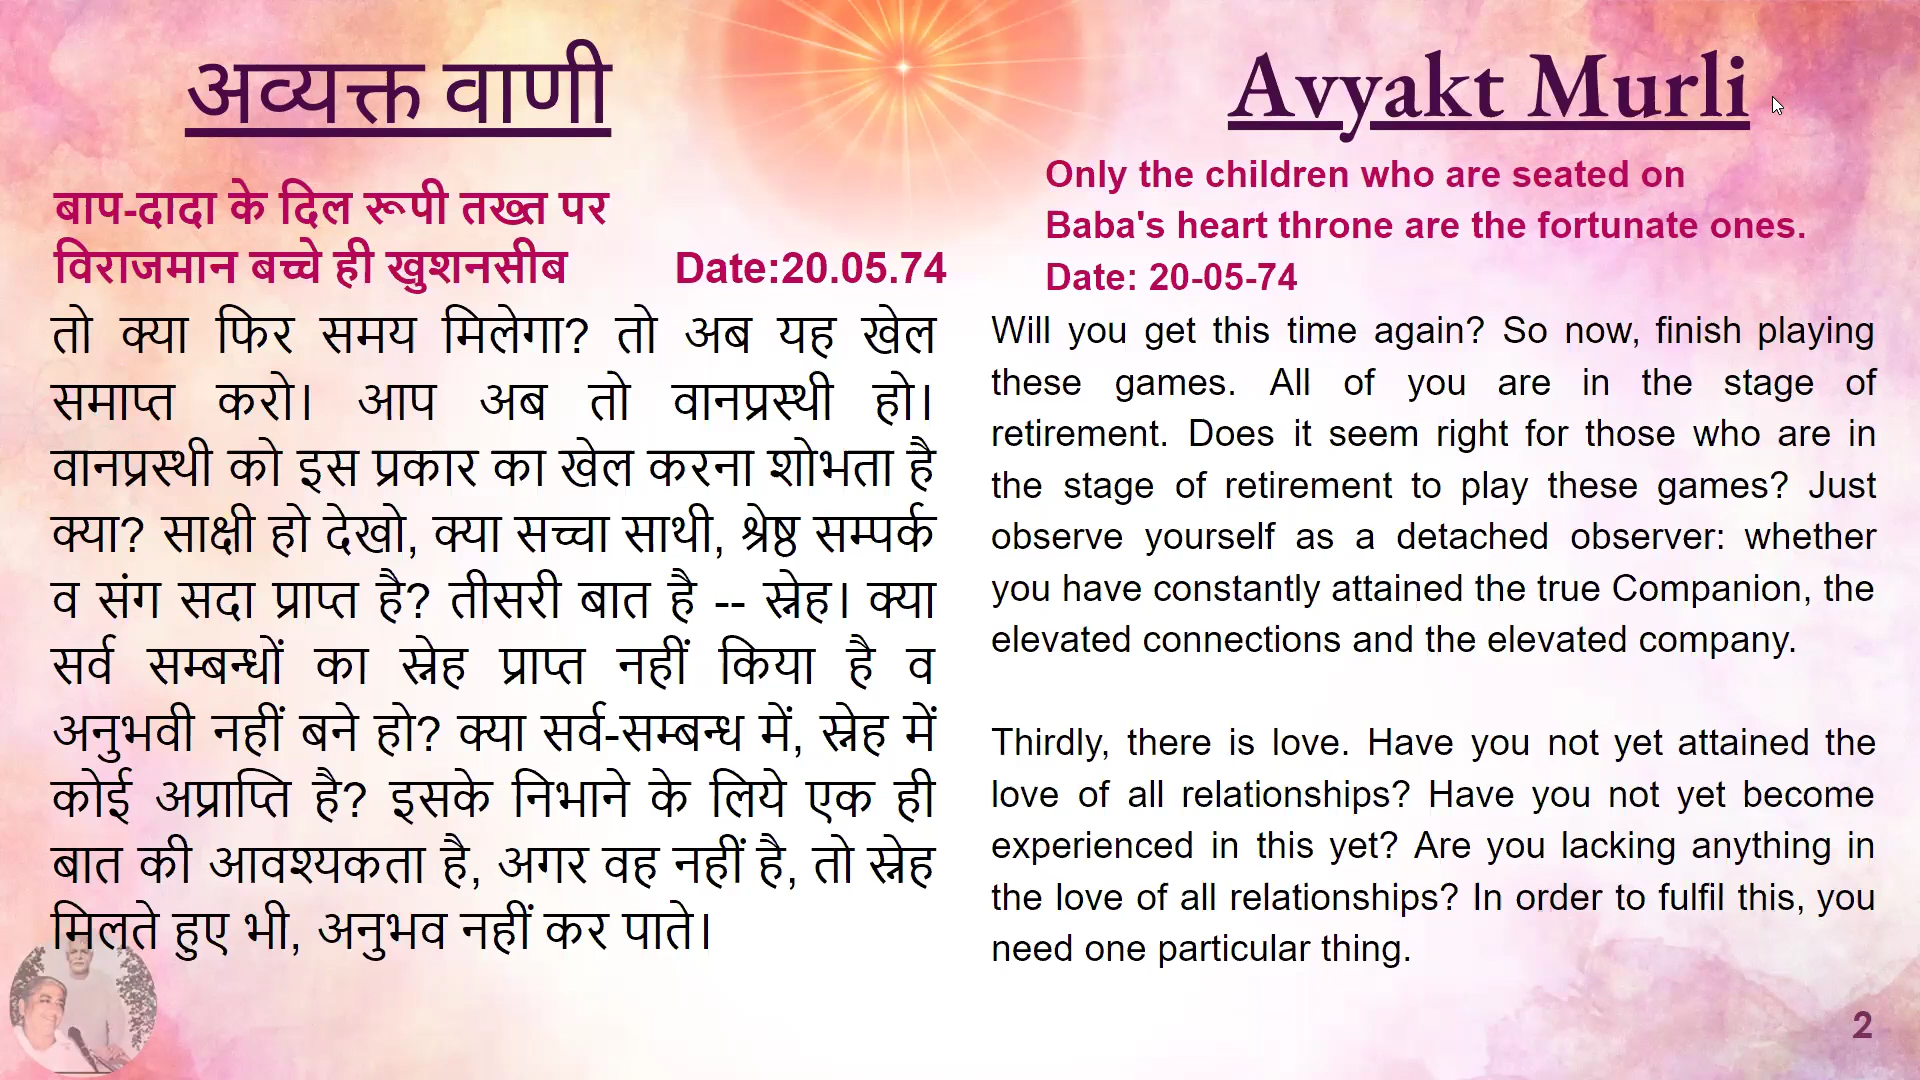 अव्यक्त वाणी
बाप-दादा के दिल रूपी तख्त पर
विराजमान बच्चे ही खुशनसीब Date:20.05.74
तो क्या फिर समय मिलेगा? तो अब यह खेल
समाप्त करो। आप अब तो वानप्रस्थी हो।
वानप्रस्थी को इस प्रकार का खेल करना शोभता है
क्या? साक्षी हो देखो, क्या सच्चा साथी, श्रेष्ठ सम्पर्क
व संग सदा प्राप्त है? तीसरी बात है -- स्नेह। क्या
सर्व सम्बन्धों का स्नेह प्राप्त नहीं किया है व
अनुभवी नहीं बने हो? क्या सर्व-सम्बन्ध में, स्नेह में
कोई अप्राप्ति है? इसके निभाने के लिये एक ही
बात की आवश्यकता है, अगर वह नहीं है, तो स्नेह
मिलते हुए भी, अनुभव नहीं कर पाते।
Avyakt Murli
Only the children who are seated on
Baba's heart throne are the fortunate ones.
Date: 20-05-74
Will you get this time again? So now, finish playing
these games. All of you are in the stage of
retirement. Does it seem right for those who are in
the stage of retirement to play these games? Just
observe yourself as a detached observer: whether
you have constantly attained the true Companion, the
elevated connections and the elevated company.
Thirdly, there is love. Have you not yet attained the
love of all relationships? Have you not yet become
experienced in this yet? Are you lacking anything in
the love of all relationships? In order to fulfil this, you
need one particular thing.
2